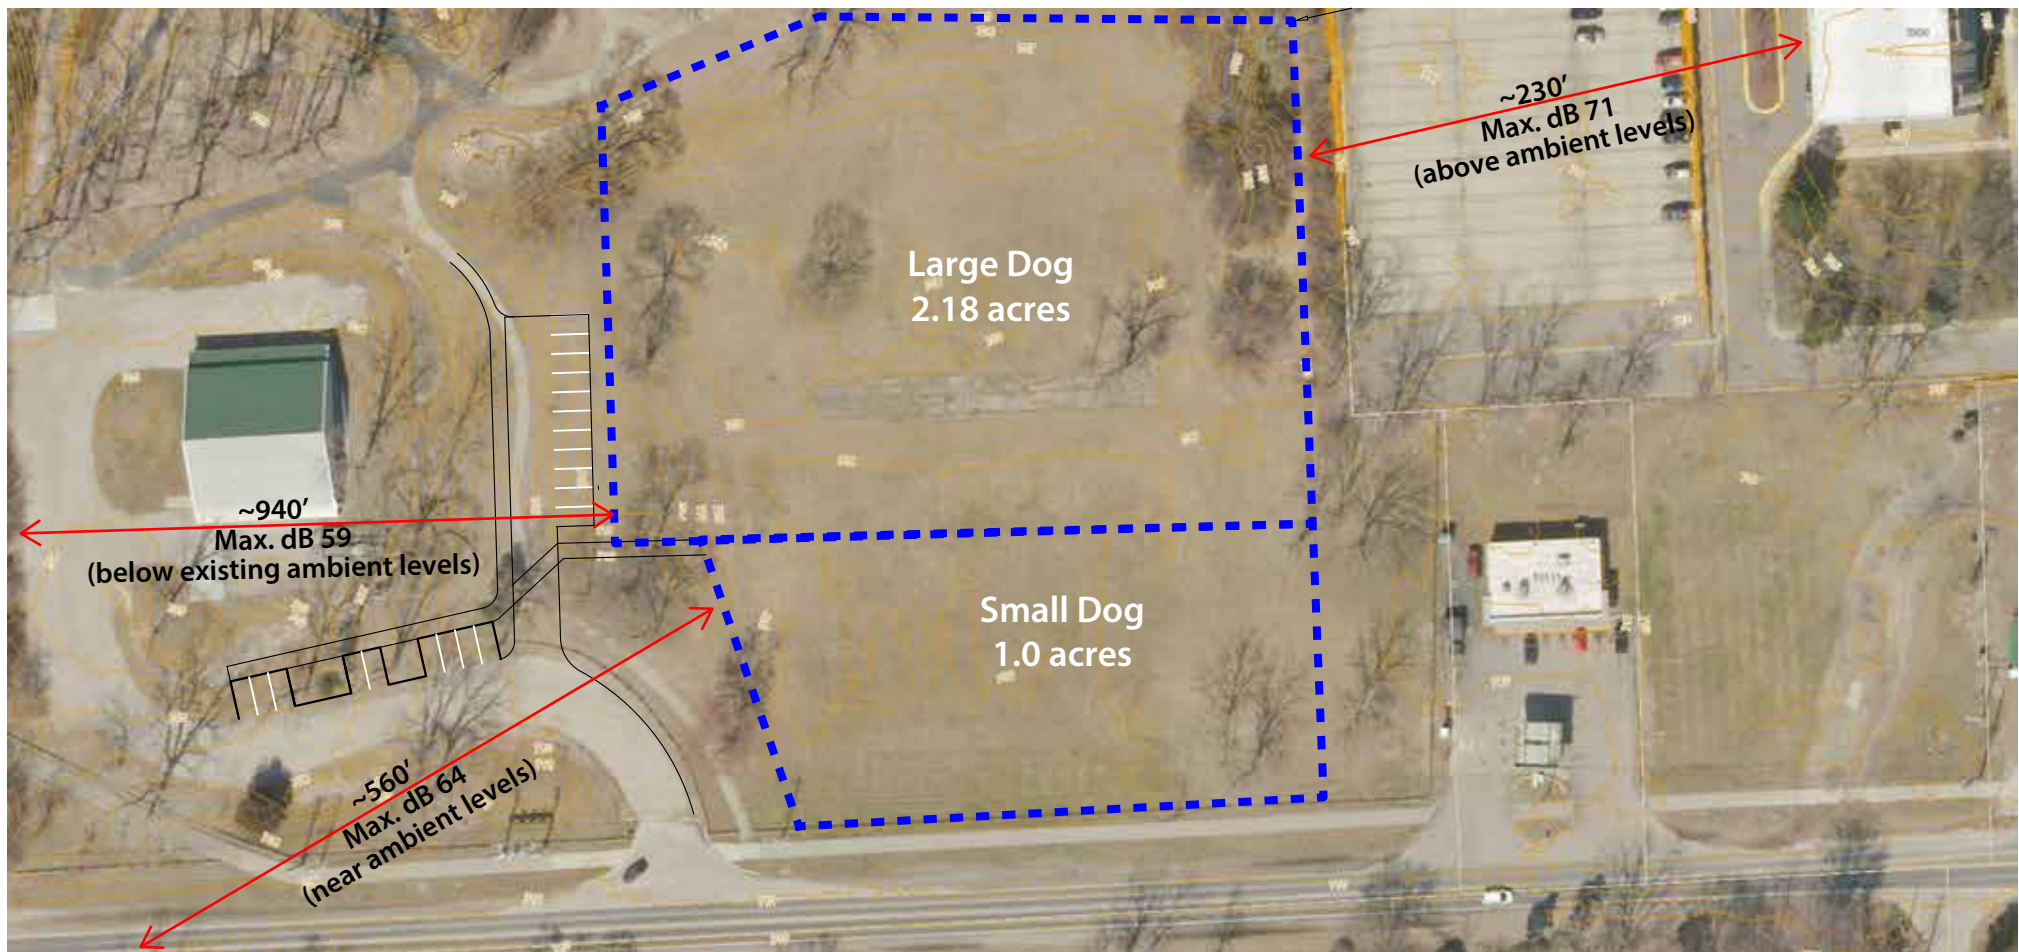 ~230’
Max. dB 71
(above ambient levels)
Large Dog
2.18 acres
~940’
Max. dB 59
(below existing ambient levels)
Small Dog
1.0 acres
~560’
Max. dB 64
(near ambient levels)